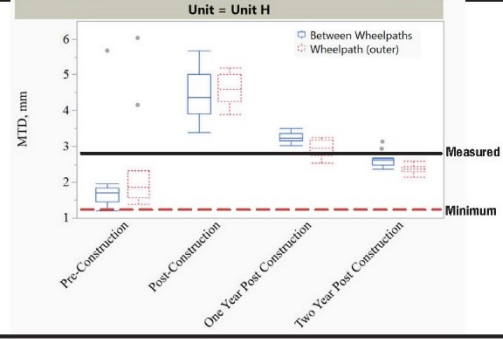 Unit = Unit H
Between Wheelpaths
Wheelpath (outer)
MTD, mm
6
5
4
3
2
1
Measured
Minimum
Pre-Construction
Post-Construction
One Year Post Construction
Two Year Post Construction